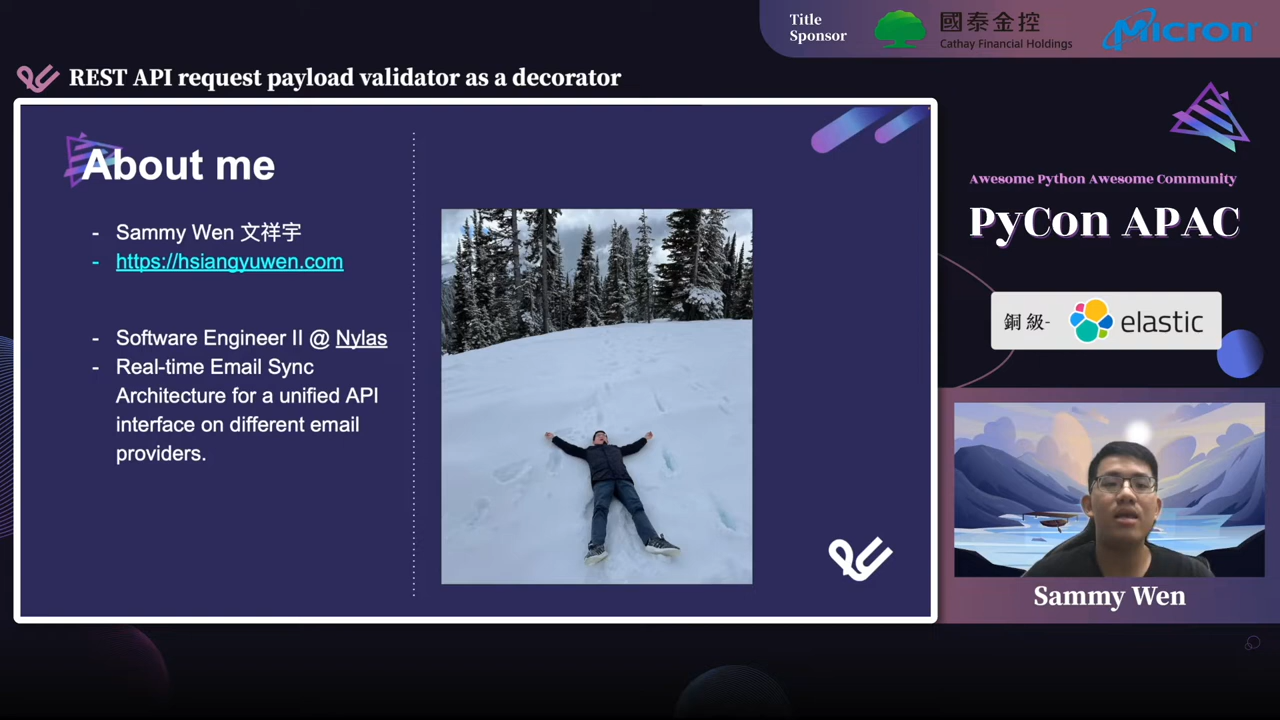 Title
Sponsor
國泰金控
Cathay Financial Holdings
Micron
REST API request payload validator as a decorator
About me
- Sammy Wen 文祥宇
- https://hsiangyuwen.com
- Software Engineer II @ Nylas
- Real-time Email Sync
Architecture for a unified API
interface on different email
providers.
Awesome Python Awesome Community
PyCon APAC
銅級- elastic
Sammy Wen